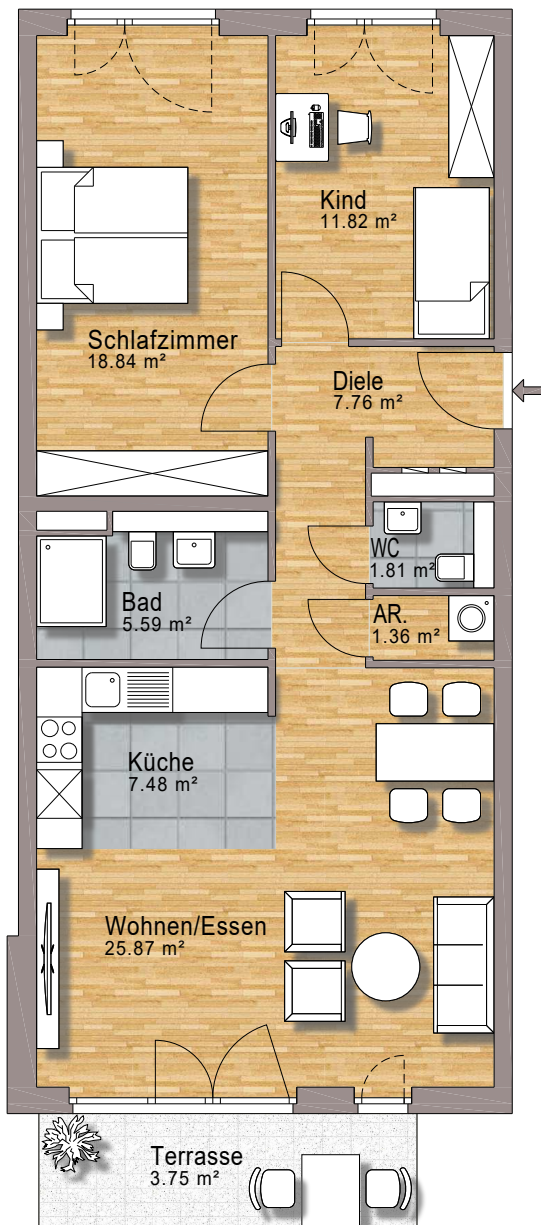 Kind
11.82 m²
Schlafzimmer
18.84 m²
Diele
7.76 m²
WC
1.81 m²
Bad
5.59 m²
AR.
1.36 m²
Küche
7.48 m²
Wohnen/Essen
25.87 m²
Terrasse
3.75 m²